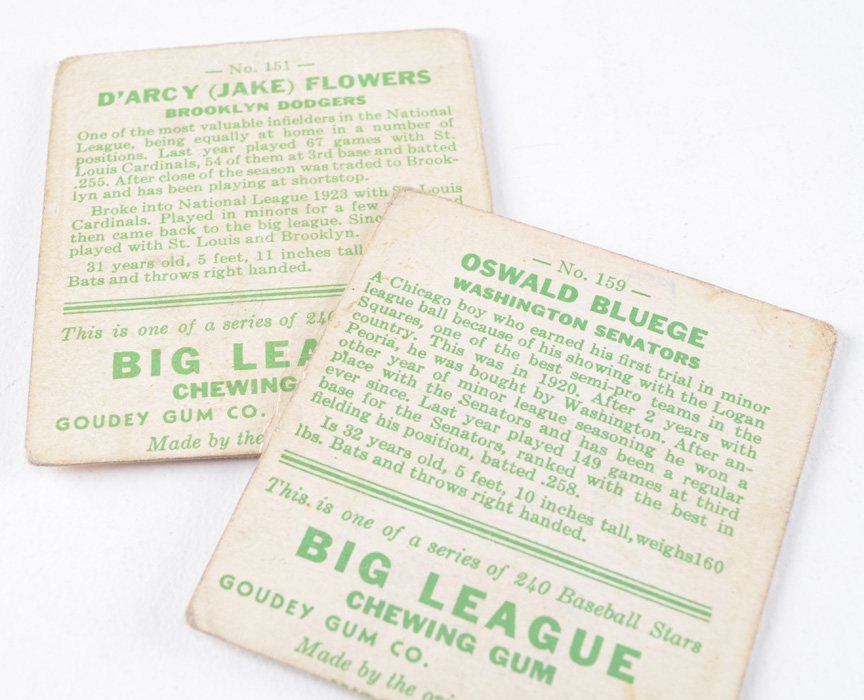 — No. 151 —
D'ARCY (JAKE) FLOWERS
BROOKLYN DODGERS
One of the most valuable infielders in the National
League, being equally at home in a number of
positions. Last year played 67 games with St.
Louis Cardinals, 54 of them at 3rd base and batted
.255. After close of the season was traded to Brook-
lyn and has been playing at shortstop.
Broke into National League 1923 with St. Louis
Cardinals. Played in minors for a few
then came back to the big league. Sinc
played with St. Louis and Brooklyn.
31 years old, 5 feet, 11 inches tall
Bats and throws right handed.
This is one of a series of 240
BIG LEA
CHEWING
GOUDEY GUM CO.
Made by the
— No. 159 —
OSWALD BLUEGE
WASHINGTON SENATORS
A Chicago boy who earned his first trial in minor
league ball because of his showing with the Logan
Squares, one of the best semi-pro teams in the
country. This was in 1920. After 2 years with
Peoria, he was bought by Washington. After an-
other year of minor league seasoning he won a
place with the Senators and has been a regular
ever since. Last year played 149 games at third
base for the Senators, ranked with the best in
fielding his position, batted .258.
Is 32 years old, 5 feet, 10 inches tall, weighs 160
lbs. Bats and throws right handed.
This is one of a series of 240 Baseball Stars
BIG LEAGUE
CHEWING GUM
GOUDEY GUM CO.
Made by the ori